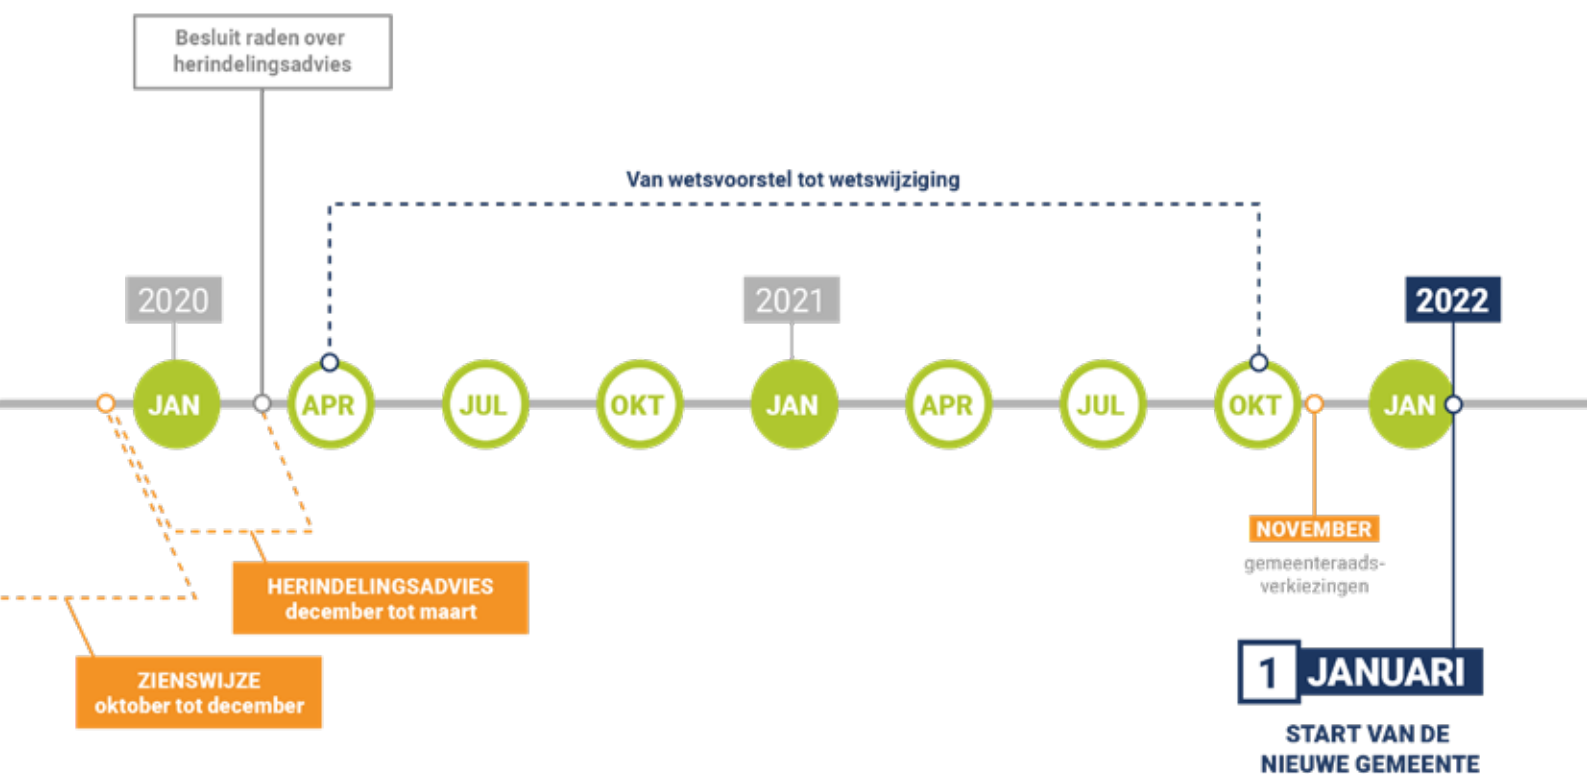 Besluit raden over
herindelingsadvies
Van wetsvoorstel tot wetswijziging
2020
2021
2022
JAN
APR
JUL
OKT
JAN
APR
JUL
OKT
JAN
NOVEMBER
gemeenteraads-
verkiezingen
HERINDELINGSADVIES
december tot maart
ZIENSWIJZE
oktober tot december
1 JANUARI
START VAN DE
NIEUWE GEMEENTE